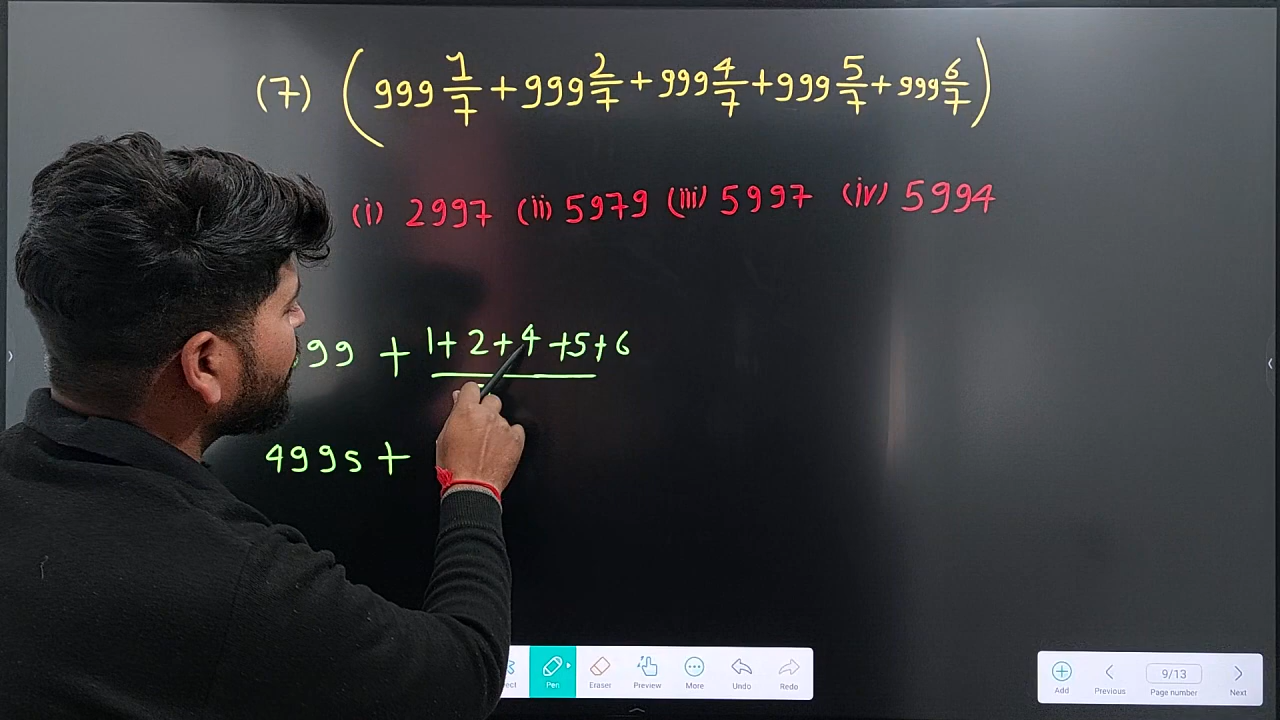 (7) (999 1/7 + 999 2/7 + 999 4/7 + 999 5/7 + 999 6/7)
(i) 2997 (ii) 5979 (iii) 5997 (iv) 5994
99 + 1+2+4+5+6
4995 +
Pen Eraser Preview More Undo Redo
Add Previous 9/13 Page number Next